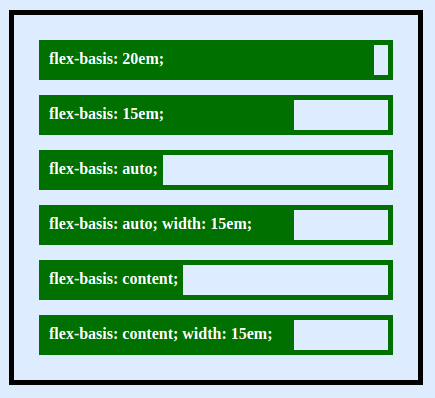 flex-basis: 20em;
flex-basis: 15em;
flex-basis: auto;
flex-basis: auto; width: 15em;
flex-basis: content;
flex-basis: content; width: 15em;